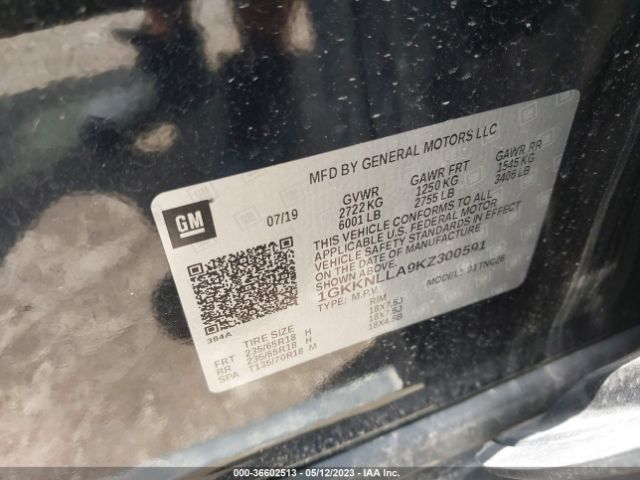 MFD BY GENERAL MOTORS LLC
GM
07/19
GVWR GAWR FRT GAWR RR
2722 KG 1250 KG 1545 KG
6001 LB 2755 LB 3406 LB
THIS VEHICLE CONFORMS TO ALL
APPLICABLE U.S. FEDERAL MOTOR
VEHICLE SAFETY STANDARDS IN EFFECT
ON THE DATE OF MANUFACTURE
SHOWN ABOVE.
1GKKNLLA9KZ300591
TYPE: M.P.V. MODEL: 01TNC26
384A
TIRE SIZE RIM
FRT 235/65R18 H 18X7.5J
RR 235/65R18 H 18X7.5J
SPA T135/70R18 M 18X4.5B
000-36602513 - 05/12/2023 - IAA Inc.